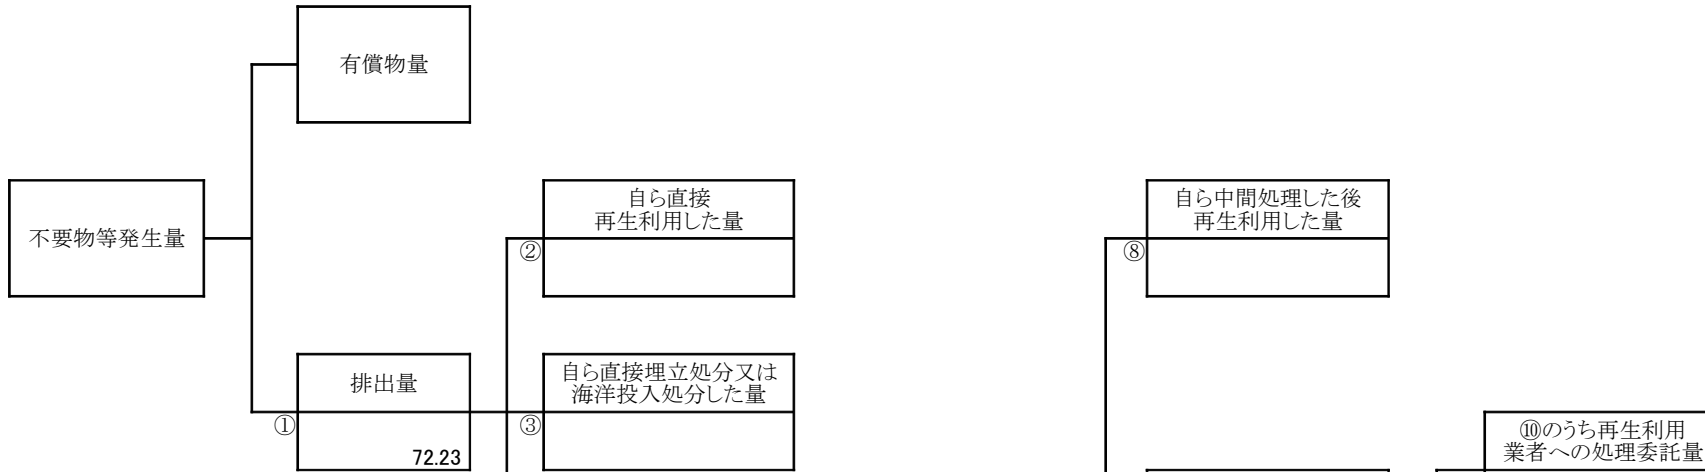 有償物量
不要物等発生量
自ら直接
再生利用した量
②
自ら中間処理した後
再生利用した量
⑧
排出量
①
72.23
自ら直接埋立処分又は
海洋投入処分した量
③
⑩のうち再生利用
業者への処理委託量